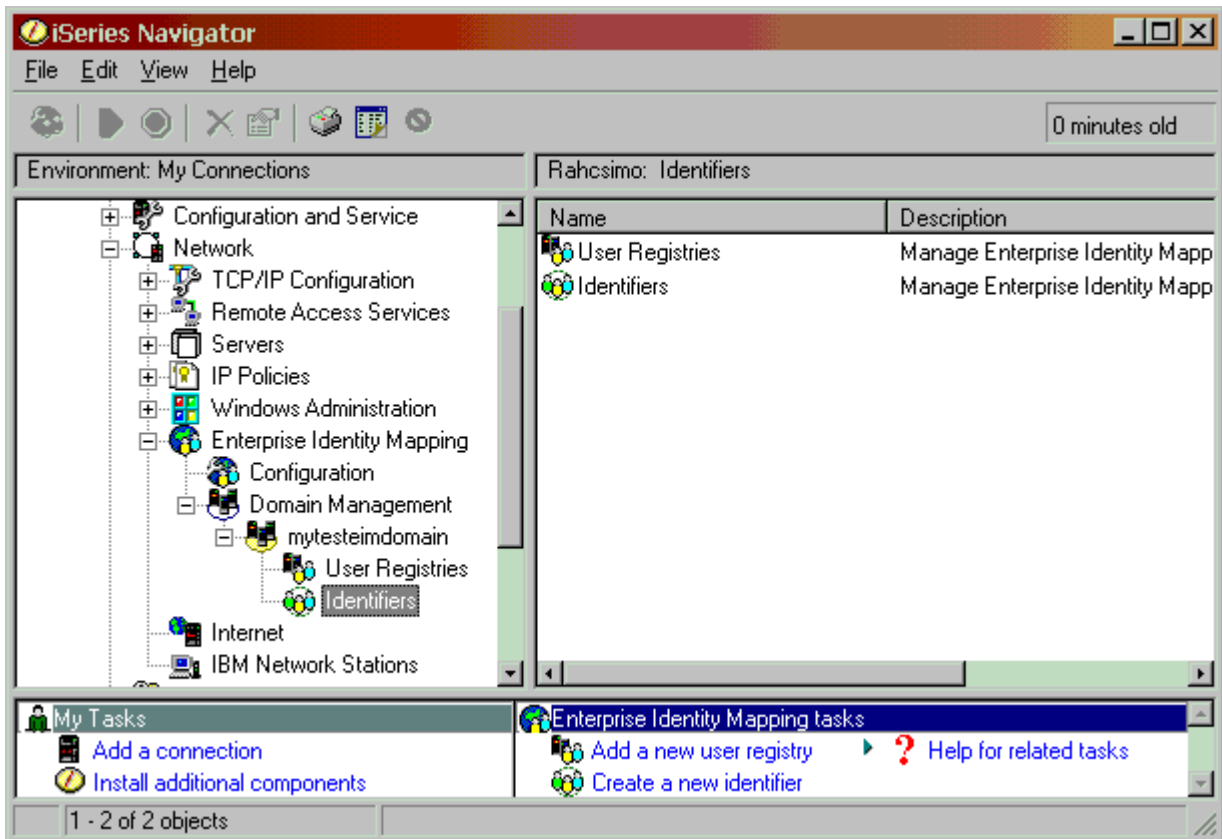 iSeries Navigator
File Edit View Help
0 minutes old
Environment: My Connections
Rahcsimo: Identifiers
Configuration and Service
Network
TCP/IP Configuration
Remote Access Services
Servers
IP Policies
Windows Administration
Enterprise Identity Mapping
Configuration
Domain Management
mytesteimdomain
User Registries
Identifiers
Internet
IBM Network Stations
Name Description
User Registries Manage Enterprise Identity Mapp
Identifiers Manage Enterprise Identity Mapp
My Tasks
Add a connection
Install additional components
Enterprise Identity Mapping tasks
Add a new user registry ? Help for related tasks
Create a new identifier
1 - 2 of 2 objects